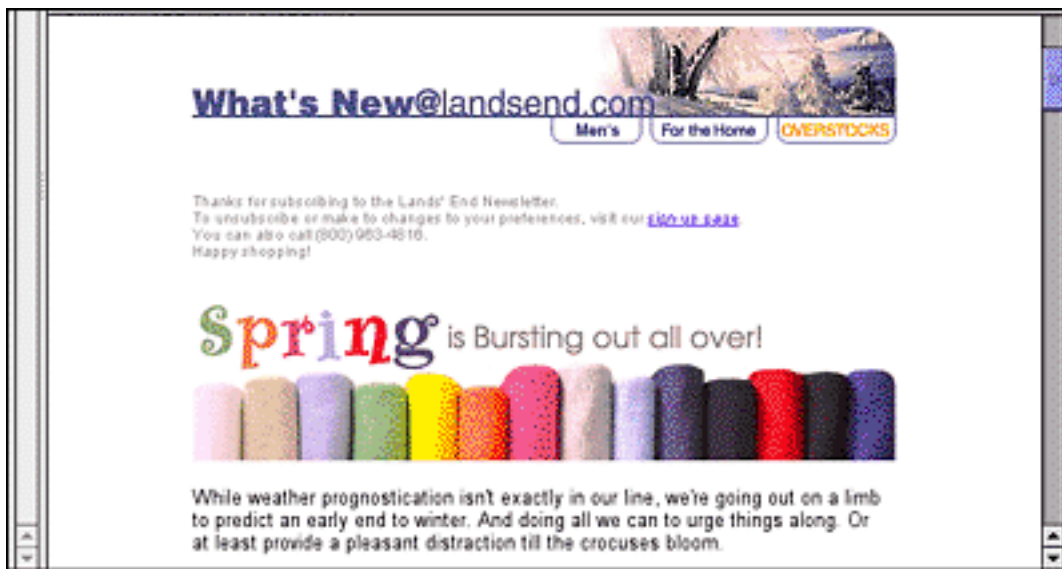 What's New@landsend.com
Men's For the Home OVERSTOCKS
Thanks for subscribing to the Lands' End Newsletter.
To unsubscribe or make to changes to your preferences, visit our sign-up page.
You can also call (800) 963-4816.
Happy shopping!
Spring is Bursting out all over!
While weather prognostication isn't exactly in our line, we're going out on a limb
to predict an early end to winter. And doing all we can to urge things along. Or
at least provide a pleasant distraction till the crocuses bloom.